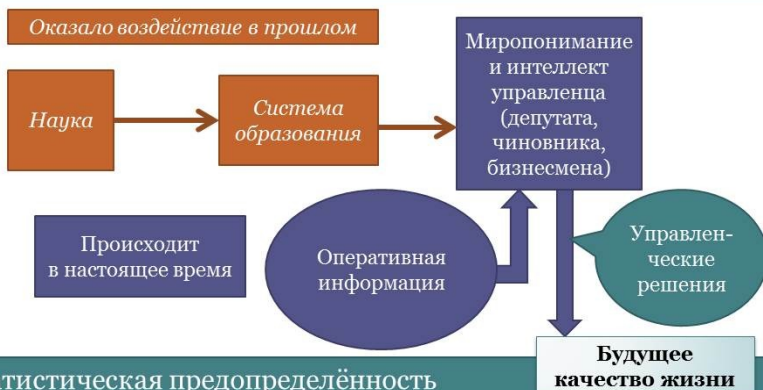 Оказало воздействие в прошлом
Миропонимание
и интеллект
управленца
(депутата,
чиновника,
бизнесмена)
Наука
Система
образования
Происходит
в настоящее время
Оперативная
информация
Управлен-
ческие
решения
Будущее
качество жизни
предопределённость